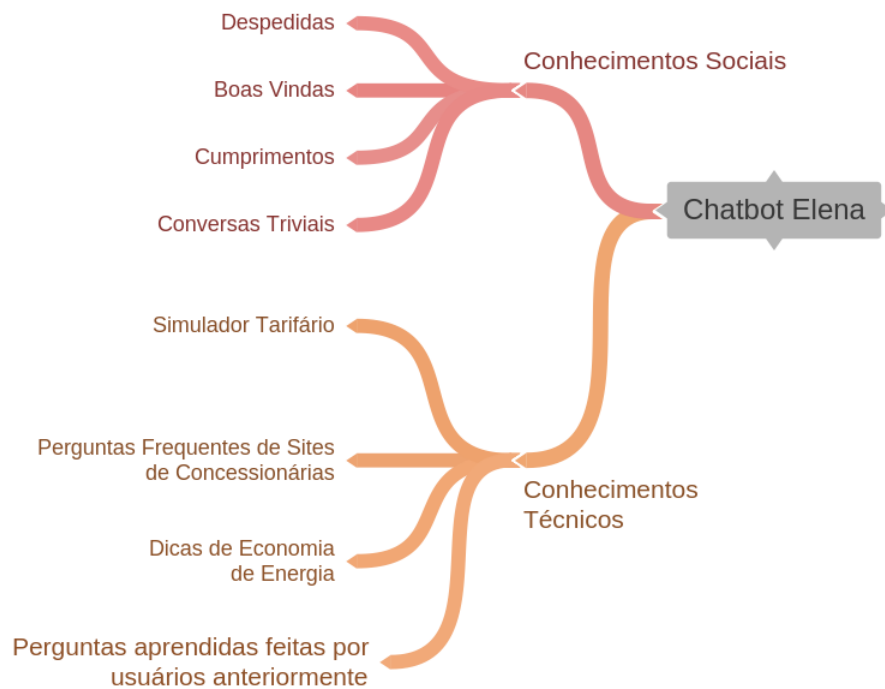 Despedidas
Conhecimentos Sociais
Boas Vindas
Cumprimentos
Chatbot Elena
Conversas Triviais
Simulador Tarifário
Perguntas Frequentes de Sites
de Concessionárias
Conhecimentos
Técnicos
Dicas de Economia
de Energia
Perguntas aprendidas feitas por
usuários anteriormente